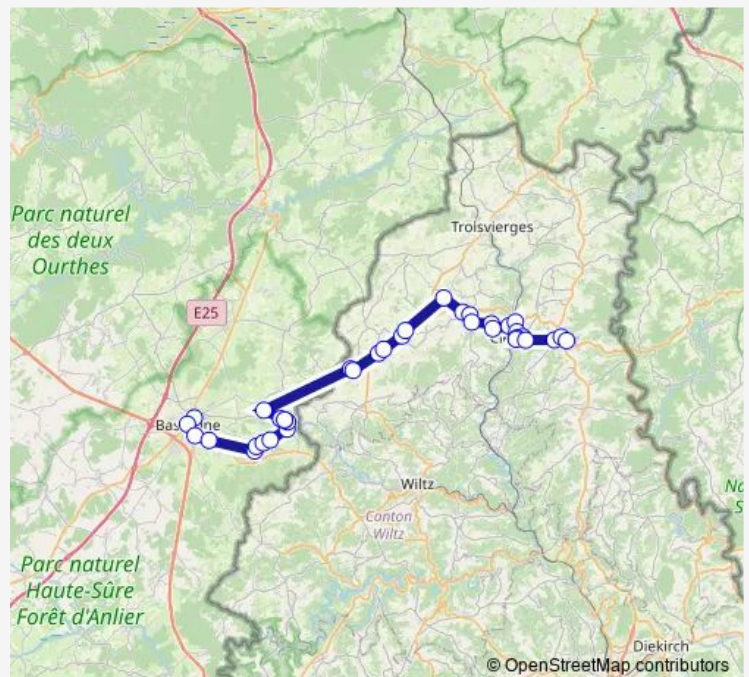 Troisvierges
Parc naturel
des deux
Ourthes
E25
Wiltz
Canton
Wiltz
Parc naturel
Haute-Sûre
Forêt d'Anlier
Diekirch
© OpenStreetMap contributors